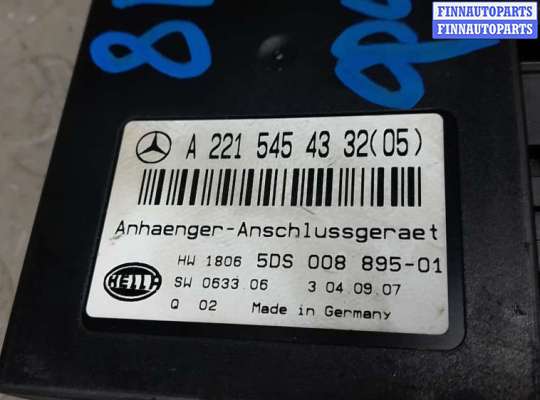 FINNAUTOPARTS
FINNAUTOPARTS
A 221 545 43 32(05)
Anhaenger-Anschlussgeraet
HW 1806 5DS 008 895-01
HELLA
SW 0633.06 3 04.09.07
Q 02 Made in Germany